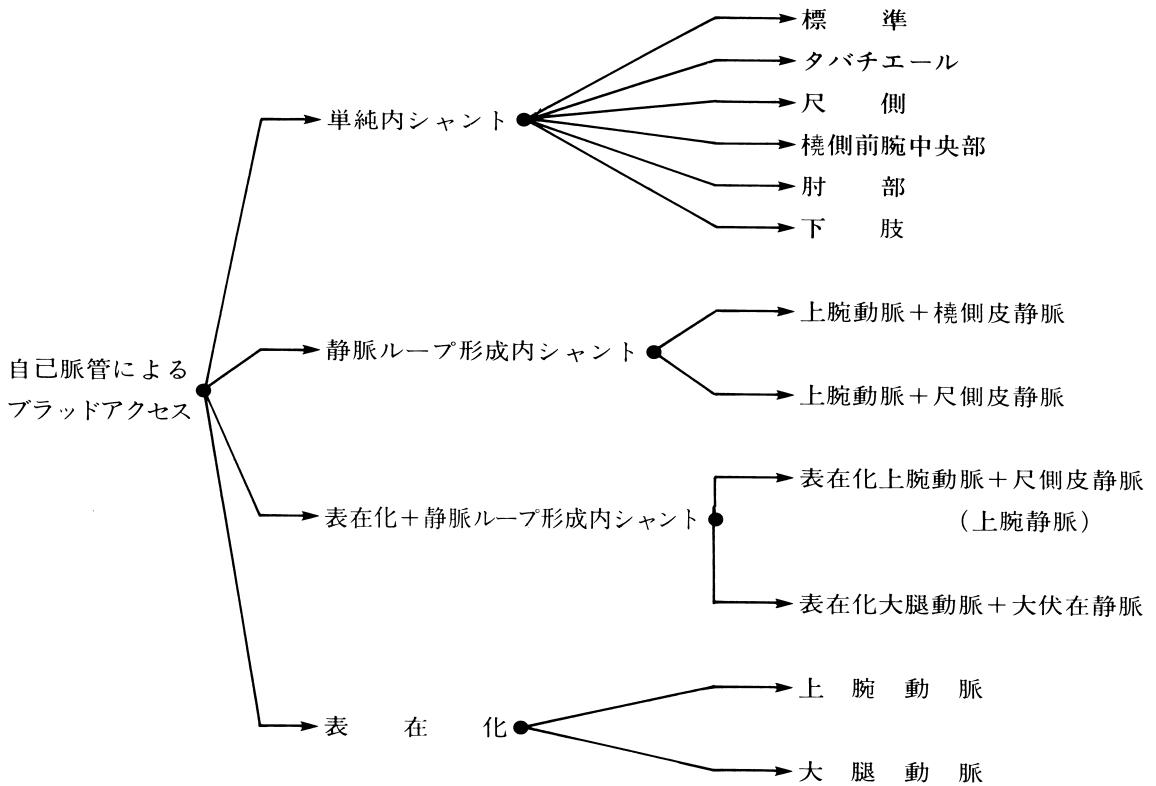 自己脈管による
ブラッドアクセス
単純内シャント
標準
タバチエール
尺側
橈側前腕中央部
肘部
下肢
静脈ループ形成内シャント
上腕動脈＋橈側皮静脈
上腕動脈＋尺側皮静脈
表在化＋静脈ループ形成内シャント
表在化上腕動脈＋尺側皮静脈
（上腕静脈）
表在化大腿動脈＋大伏在静脈
表在化
上腕動脈
大腿動脈